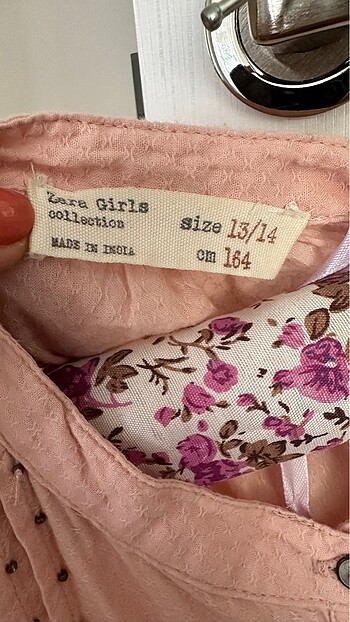 Zara Girls
collection
MADE IN INDIA
size 13/14
cm 164